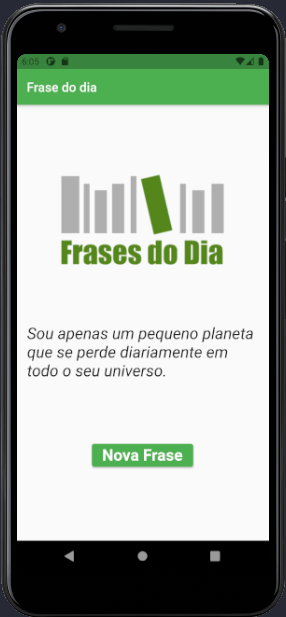 6:05
Frase do dia
Frases do Dia
Sou apenas um pequeno planeta
que se perde diariamente em
todo o seu universo.
Nova Frase